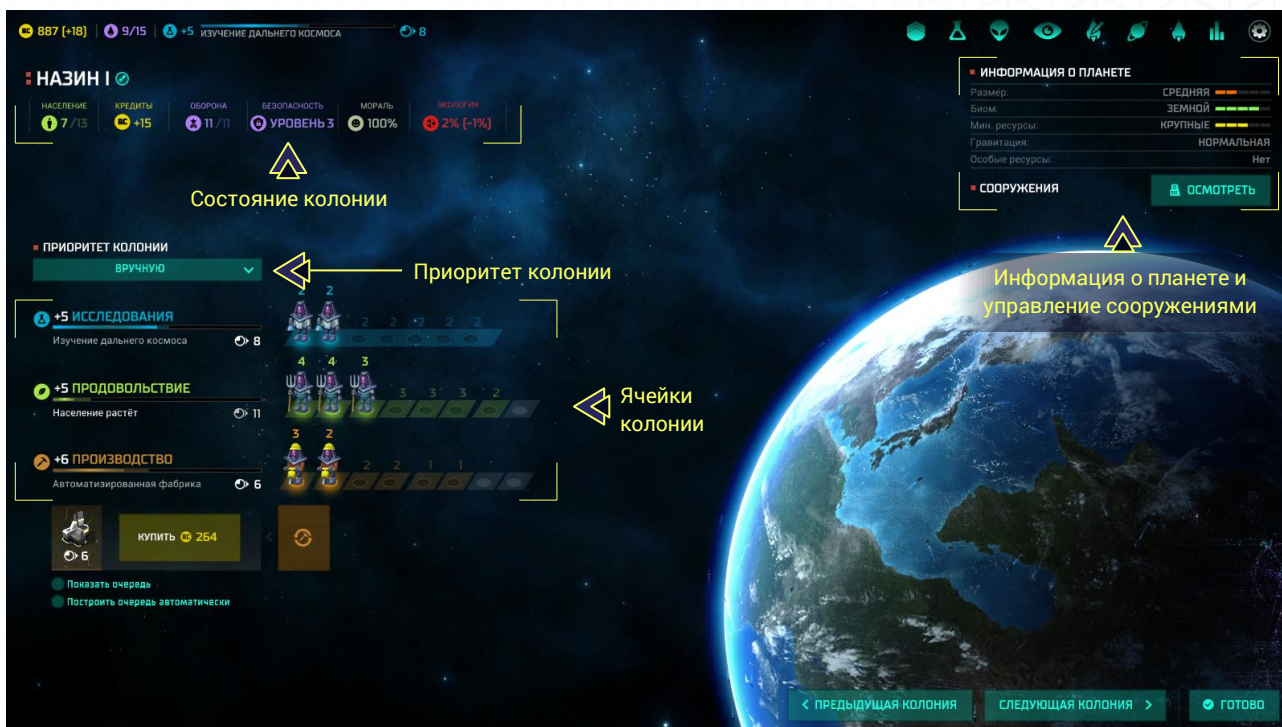 887 (+18) 9/15 +5 ИЗУЧЕНИЕ ДАЛЬНЕГО КОСМОСА 8
НАЗИН I
НАСЕЛЕНИЕ КРЕДИТЫ ОБОРОНА БЕЗОПАСНОСТЬ МОРАЛЬ ЭКОЛОГИЯ
7/13 +15 11/11 УРОВЕНЬ 3 100% 2% (-1%)
Состояние колонии
ИНФОРМАЦИЯ О ПЛАНЕТЕ
Размер: СРЕДНЯЯ
Биом: ЗЕМНОЙ
Мин. ресурсы: КРУПНЫЕ
Гравитация: НОРМАЛЬНАЯ
Особые ресурсы: Нет
СООРУЖЕНИЯ ОСМОТРЕТЬ
Информация о планете и
управление сооружениями
ПРИОРИТЕТ КОЛОНИИ
ВРУЧНУЮ
Приоритет колонии
2 2
+5 ИССЛЕДОВАНИЯ 2 2 2 2 2
Изучение дальнего космоса 8
4 4 3
+5 ПРОДОВОЛЬСТВИЕ 3 3 3 2
Население растёт 11
Ячейки
колонии
3 2
+6 ПРОИЗВОДСТВО 2 2 1 1
Автоматизированная фабрика 6
6
КУПИТЬ 264
Показать очередь
Построить очередь автоматически
< ПРЕДЫДУЩАЯ КОЛОНИЯ СЛЕДУЮЩАЯ КОЛОНИЯ > ГОТОВО